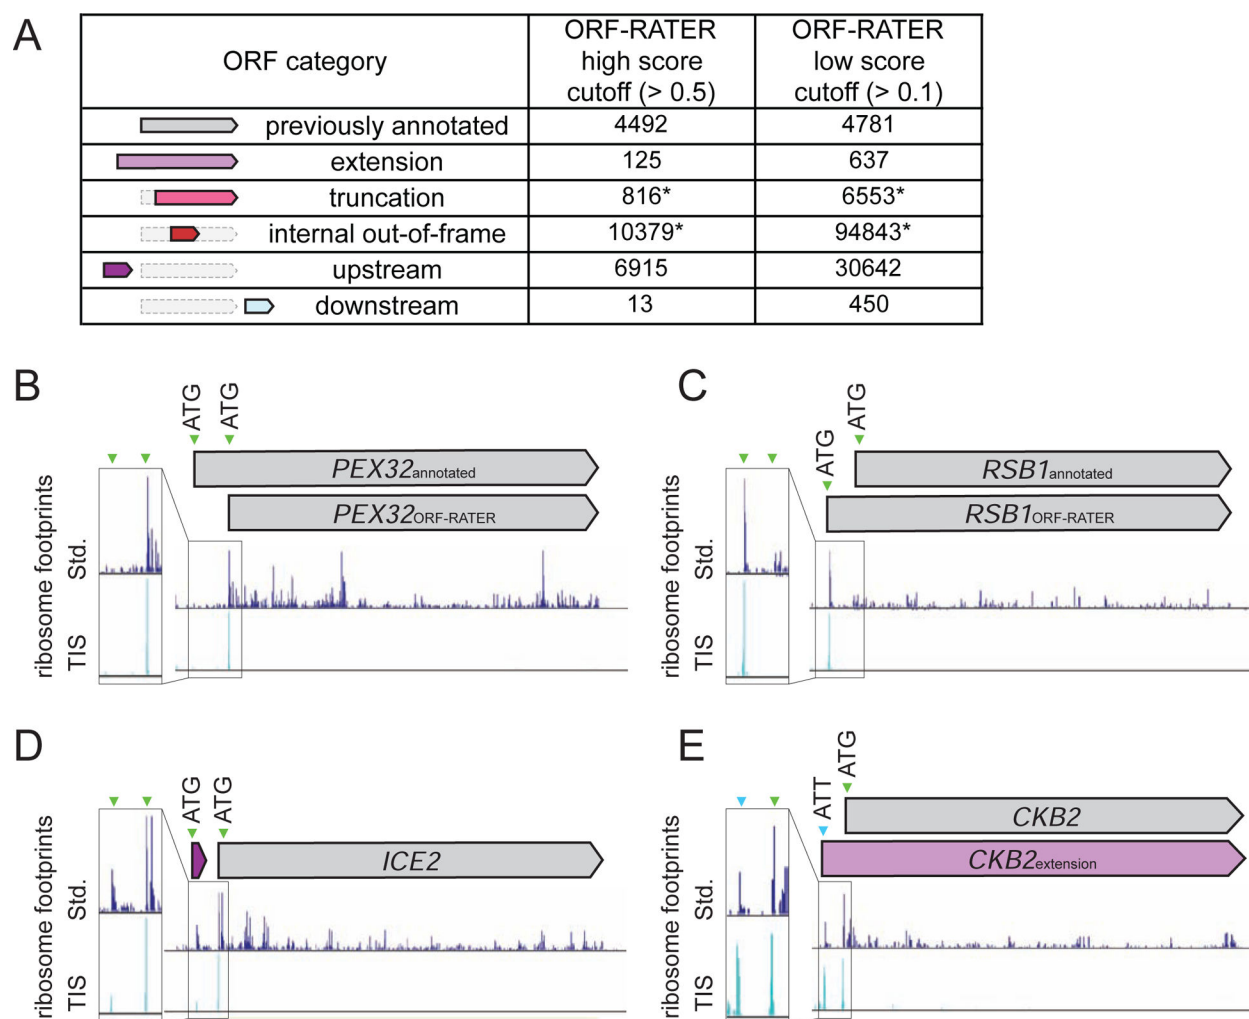 A
ORF category
ORF-RATER
high score
cutoff (> 0.5)
ORF-RATER
low score
cutoff (> 0.1)
previously annotated 4492 4781
extension 125 637
truncation 816* 6553*
internal out-of-frame 10379* 94843*
upstream 6915 30642
downstream 13 450
B
ATG
ATG
PEX32annotated
PEX32ORF-RATER
ribosome footprints
Std.
TIS
C
ATG
ATG
RSB1annotated
RSB1ORF-RATER
ribosome footprints
Std.
TIS
D
ATG
ATG
ICE2
ribosome footprints
Std.
TIS
E
ATT
ATG
CKB2
CKB2extension
ribosome footprints
Std.
TIS